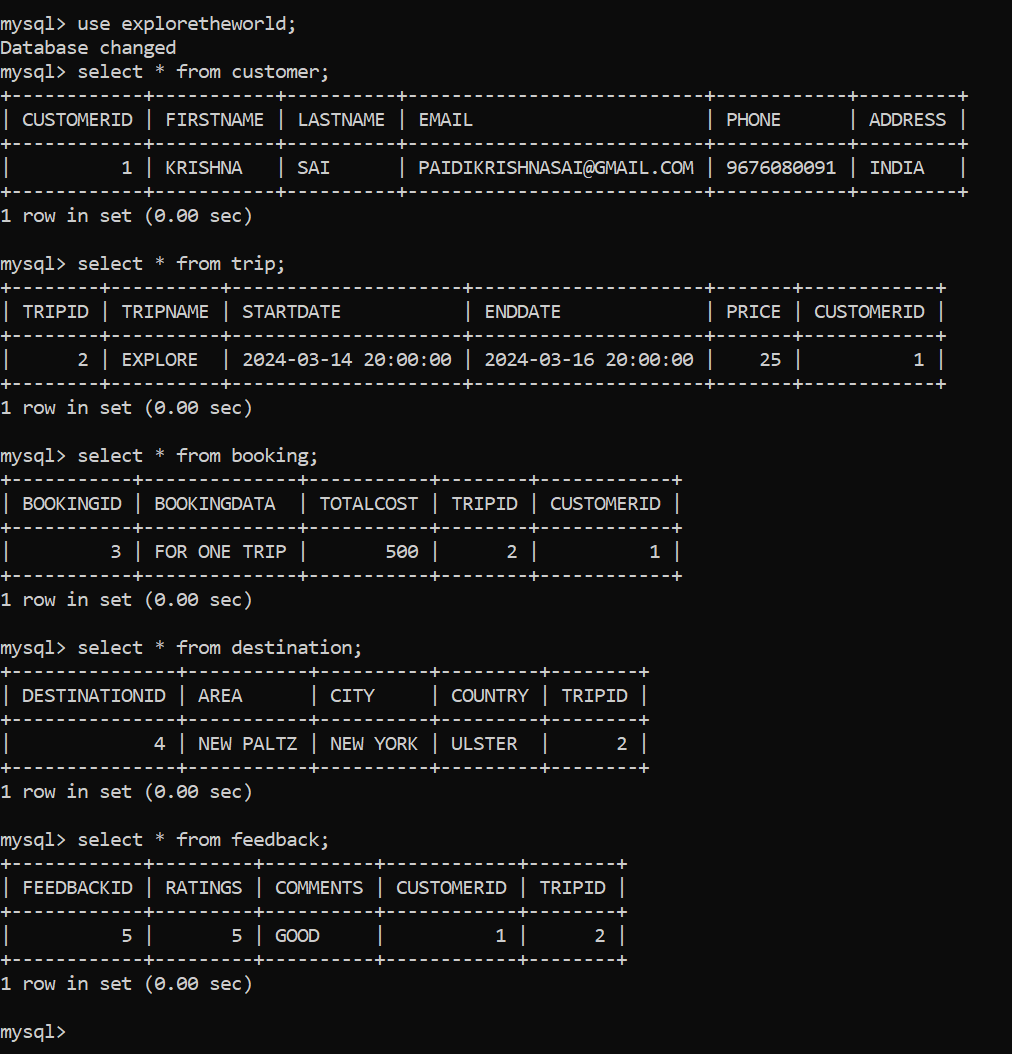 mysql> use exploretheworld;
Database changed
mysql> select * from customer;
+------------+-----------+----------+---------------------------+------------+---------+
| CUSTOMERID | FIRSTNAME | LASTNAME | EMAIL                     | PHONE      | ADDRESS |
+------------+-----------+----------+---------------------------+------------+---------+
|          1 | KRISHNA   | SAI      | PAIDIKRISHNASAI@GMAIL.COM | 9676080091 | INDIA   |
+------------+-----------+----------+---------------------------+------------+---------+
1 row in set (0.00 sec)

mysql> select * from trip;
+--------+----------+---------------------+---------------------+-------+------------+
| TRIPID | TRIPNAME | STARTDATE           | ENDDATE             | PRICE | CUSTOMERID |
+--------+----------+---------------------+---------------------+-------+------------+
|      2 | EXPLORE  | 2024-03-14 20:00:00 | 2024-03-16 20:00:00 |    25 |          1 |
+--------+----------+---------------------+---------------------+-------+------------+
1 row in set (0.00 sec)

mysql> select * from booking;
+-----------+--------------+-----------+--------+------------+
| BOOKINGID | BOOKINGDATA  | TOTALCOST | TRIPID | CUSTOMERID |
+-----------+--------------+-----------+--------+------------+
|         3 | FOR ONE TRIP |       500 |      2 |          1 |
+-----------+--------------+-----------+--------+------------+
1 row in set (0.00 sec)

mysql> select * from destination;
+---------------+-----------+----------+---------+--------+
| DESTINATIONID | AREA      | CITY     | COUNTRY | TRIPID |
+---------------+-----------+----------+---------+--------+
|             4 | NEW PALTZ | NEW YORK | ULSTER  |      2 |
+---------------+-----------+----------+---------+--------+
1 row in set (0.00 sec)

mysql> select * from feedback;
+------------+---------+----------+------------+--------+
| FEEDBACKID | RATINGS | COMMENTS | CUSTOMERID | TRIPID |
+------------+---------+----------+------------+--------+
|          5 |       5 | GOOD     |          1 |      2 |
+------------+---------+----------+------------+--------+
1 row in set (0.00 sec)

mysql>